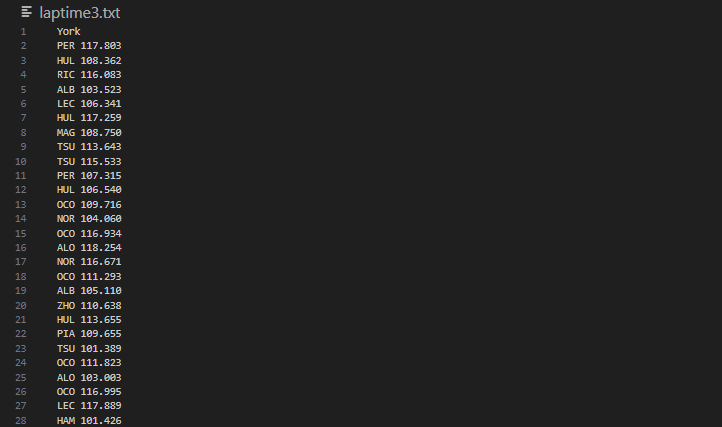 laptime3.txt
1 York
2 PER 117.803
3 HUL 108.362
4 RIC 116.083
5 ALB 103.523
6 LEC 106.341
7 HUL 117.259
8 MAG 108.750
9 TSU 113.643
10 TSU 115.533
11 PER 107.315
12 HUL 106.540
13 OCO 109.716
14 NOR 104.060
15 OCO 116.934
16 ALO 118.254
17 NOR 116.671
18 OCO 111.293
19 ALB 105.110
20 ZHO 110.638
21 HUL 113.655
22 PIA 109.655
23 TSU 101.389
24 OCO 111.823
25 ALO 103.003
26 OCO 116.995
27 LEC 117.889
28 HAM 101.426